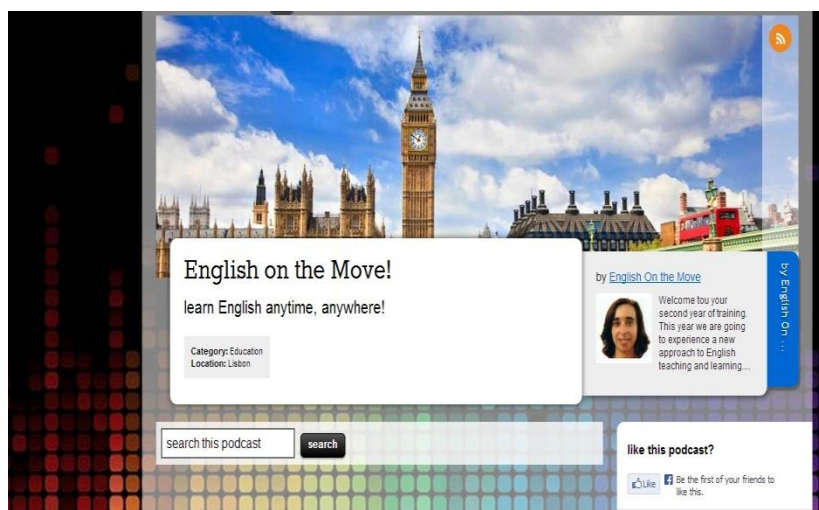 English on the Move!
learn English anytime, anywhere!
Category: Education
Location: Lisbon
by English On the Move
Welcome tou your
second year of training.
This year we are going
to experience a new
approach to English
teaching and learning....
by English On ...
search this podcast
search
like this podcast?
Like
Be the first of your friends to
like this.